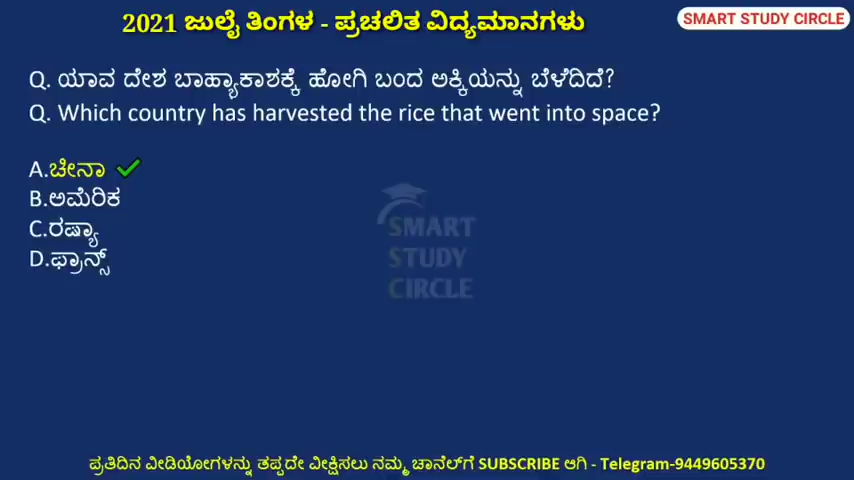 2021 ಜುಲೈ ತಿಂಗಳ - ಪ್ರಚಲಿತ ವಿದ್ಯಮಾನಗಳು
SMART STUDY CIRCLE
Q. ಯಾವ ದೇಶ ಬಾಹ್ಯಾಕಾಶಕ್ಕೆ ಹೋಗಿ ಬಂದ ಅಕ್ಕಿಯನ್ನು ಬೆಳೆದಿದೆ?
Q. Which country has harvested the rice that went into space?
A.ಚೀನಾ
B.ಅಮೆರಿಕ
C.ರಷ್ಯಾ
D.ಫ್ರಾನ್ಸ್
SMART
STUDY
CIRCLE
ಪ್ರತಿದಿನ ವೀಡಿಯೋಗಳನ್ನು ತಪ್ಪದೇ ವೀಕ್ಷಿಸಲು ನಮ್ಮ ಚಾನೆಲ್‌ಗೆ SUBSCRIBE ಆಗಿ - Telegram-9449605370